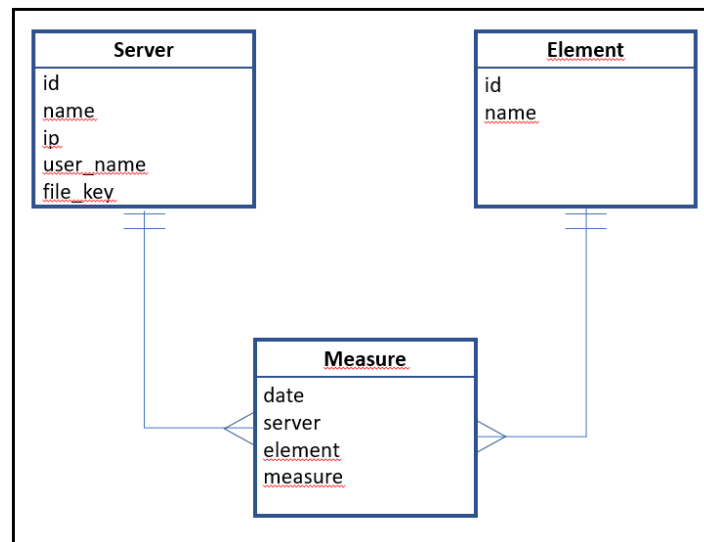 Server
id
name
ip
user_name
file_key
Element
id
name
Measure
date
server
element
measure